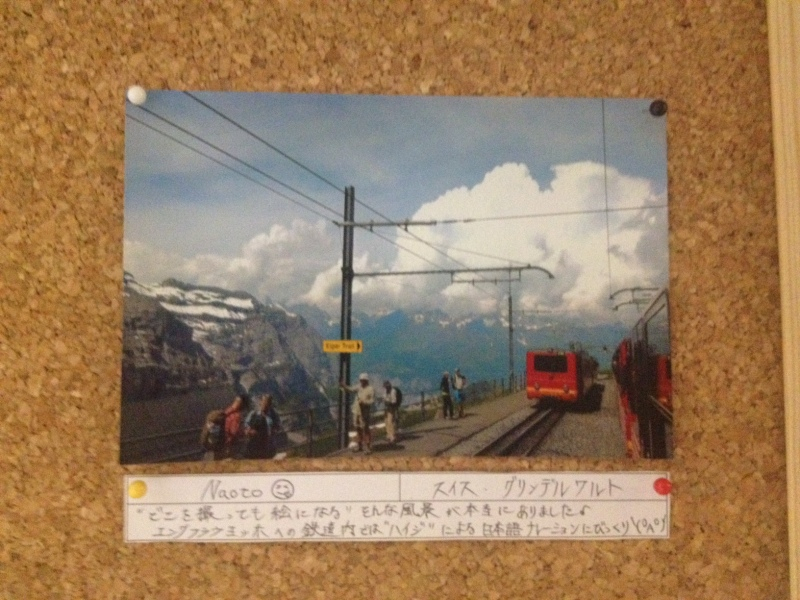 Eiger Trail
Naoto スイス・グリンデルワルト
"どこを撮っても絵になる" そんな風景が本当にありました♪
ユングフラウヨッホへの鉄道内では"ハイジ"による日本語ナレーションにびっくり\(^o^)/